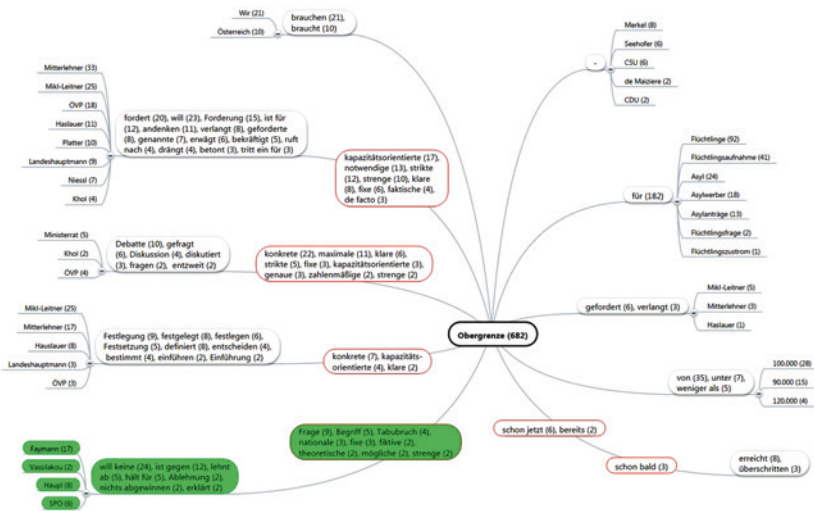 Wir (21)
Österreich (10)
brauchen (21),
braucht (10)
Mitterlehner (33)
Mikl-Leitner (25)
ÖVP (18)
Haslauer (11)
Platter (10)
Landeshauptmann (9)
Niessl (7)
Khol (4)
fordert (20), will (23), Forderung (15), ist für
(12), andenken (11), verlangt (8), geforderte
(8), genannte (7), erwägt (6), bekräftigt (5), ruft
nach (4), drängt (4), betont (3), tritt ein für (3)
kapazitätsorientierte (17),
notwendige (13), strikte
(12), strenge (10), klare
(8), fixe (6), faktische (4),
de facto (3)
Ministerrat (5)
Khol (2)
ÖVP (4)
Debatte (10), gefragt
(6), Diskussion (4), diskutiert
(3), fragen (2), entzweit (2)
konkrete (22), maximale (11), klare (6),
strikte (5), fixe (3), kapazitätsorientierte (3),
genaue (3), zahlenmäßige (2), strenge (2)
Mikl-Leitner (25)
Mitterlehner (17)
Hauslauer (8)
Landeshauptmann (3)
ÖVP (3)
Festlegung (9), festgelegt (8), festlegen (6),
Festsetzung (5), definiert (8), entscheiden (4),
bestimmt (4), einführen (2), Einführung (2)
konkrete (7), kapazitäts-
orientierte (4), klare (2)
Faymann (17)
Vassilakou (2)
Häupl (8)
SPÖ (6)
will keine (24), ist gegen (12), lehnt
ab (5), hält für (5), Ablehnung (2),
nichts abgewinnen (2), erklärt (2)
Frage (9), Begriff (5), Tabubruch (4),
nationale (3), fixe (3), fiktive (2),
theoretische (2), mögliche (2), strenge (2)
Obergrenze (682)
-
Merkel (8)
Seehofer (6)
CSU (6)
de Maiziere (2)
CDU (2)
für (182)
Flüchtlinge (92)
Flüchtlingsaufnahme (41)
Asyl (24)
Asylwerber (18)
Asylanträge (13)
Flüchtlingsfrage (2)
Flüchtlingszustrom (1)
gefordert (6), verlangt (3)
Mikl-Leitner (5)
Mitterlehner (3)
Haslauer (1)
von (35), unter (7),
weniger als (5)
100.000 (28)
90.000 (15)
120.000 (4)
schon jetzt (6), bereits (2)
schon bald (3)
erreicht (8),
überschritten (3)